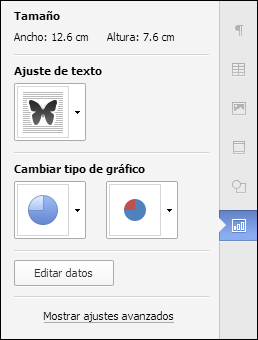 Tamaño
Ancho: 12.6 cm Altura: 7.6 cm
Ajuste de texto
Cambiar tipo de gráfico
Editar datos
Mostrar ajustes avanzados